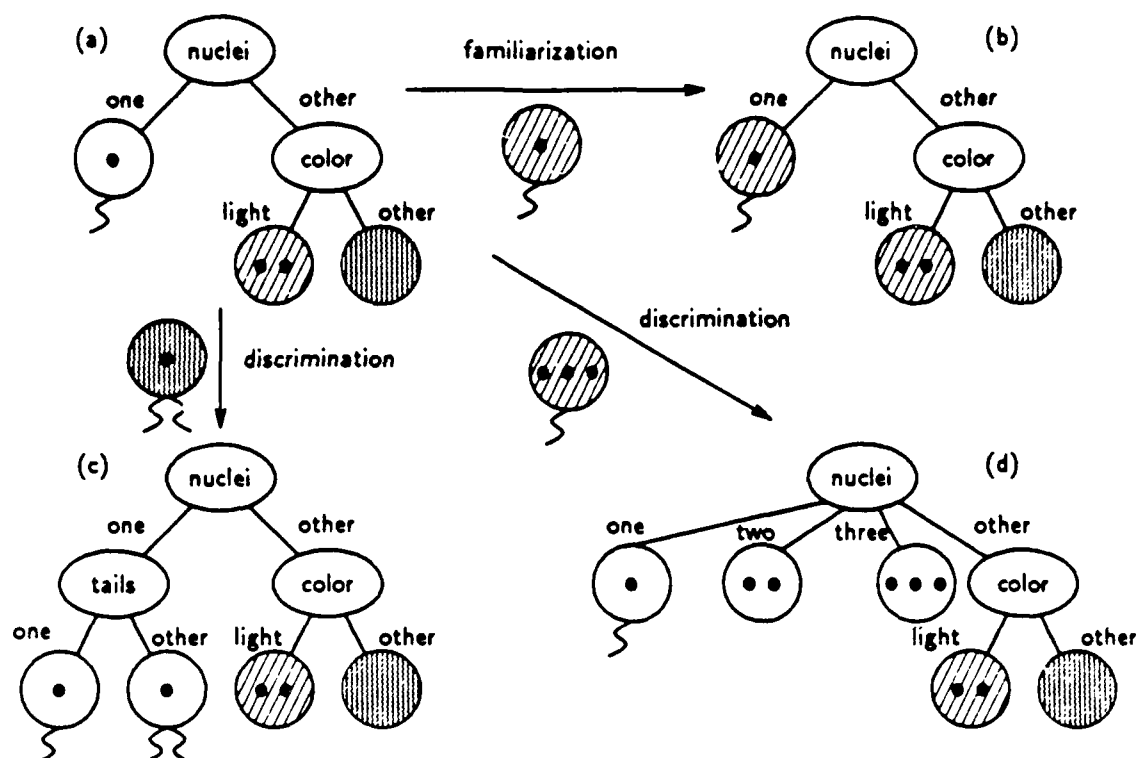 (a)
nuclei
one
other
color
light
other
familiarization
(b)
nuclei
one
other
color
light
other
discrimination
discrimination
(c)
nuclei
one
other
tails
color
one
other
light
other
(d)
nuclei
one
two
three
other
color
light
other